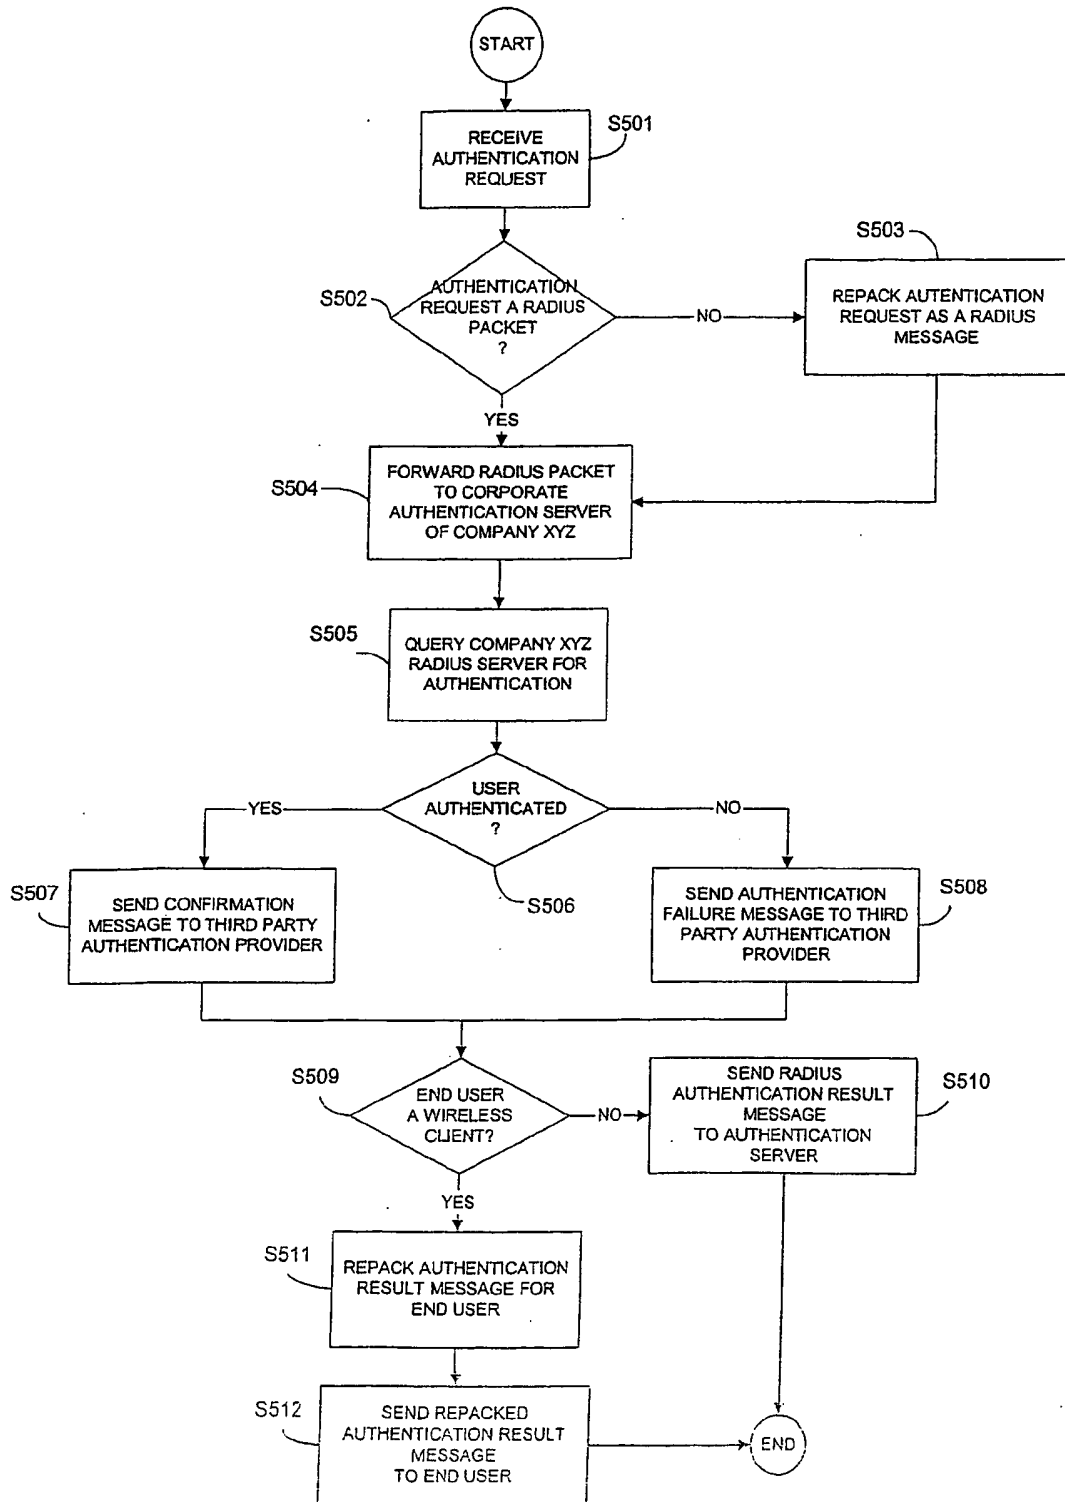 START
S501
RECEIVE
AUTHENTICATION
REQUEST
S503
S502
AUTHENTICATION
REQUEST A RADIUS
PACKET
?
NO
REPACK AUTENTICATION
REQUEST AS A RADIUS
MESSAGE
YES
S504
FORWARD RADIUS PACKET
TO CORPORATE
AUTHENTICATION SERVER
OF COMPANY XYZ
S505
QUERY COMPANY XYZ
RADIUS SERVER FOR
AUTHENTICATION
USER
AUTHENTICATED
?
YES
NO
S506
S507
SEND CONFIRMATION
MESSAGE TO THIRD PARTY
AUTHENTICATION PROVIDER
S508
SEND AUTHENTICATION
FAILURE MESSAGE TO THIRD
PARTY AUTHENTICATION
PROVIDER
S509
END USER
A WIRELESS
CLIENT?
NO
S510
SEND RADIUS
AUTHENTICATION RESULT
MESSAGE
TO AUTHENTICATION
SERVER
YES
S511
REPACK AUTHENTICATION
RESULT MESSAGE FOR
END USER
S512
SEND REPACKED
AUTHENTICATION RESULT
MESSAGE
TO END USER
END